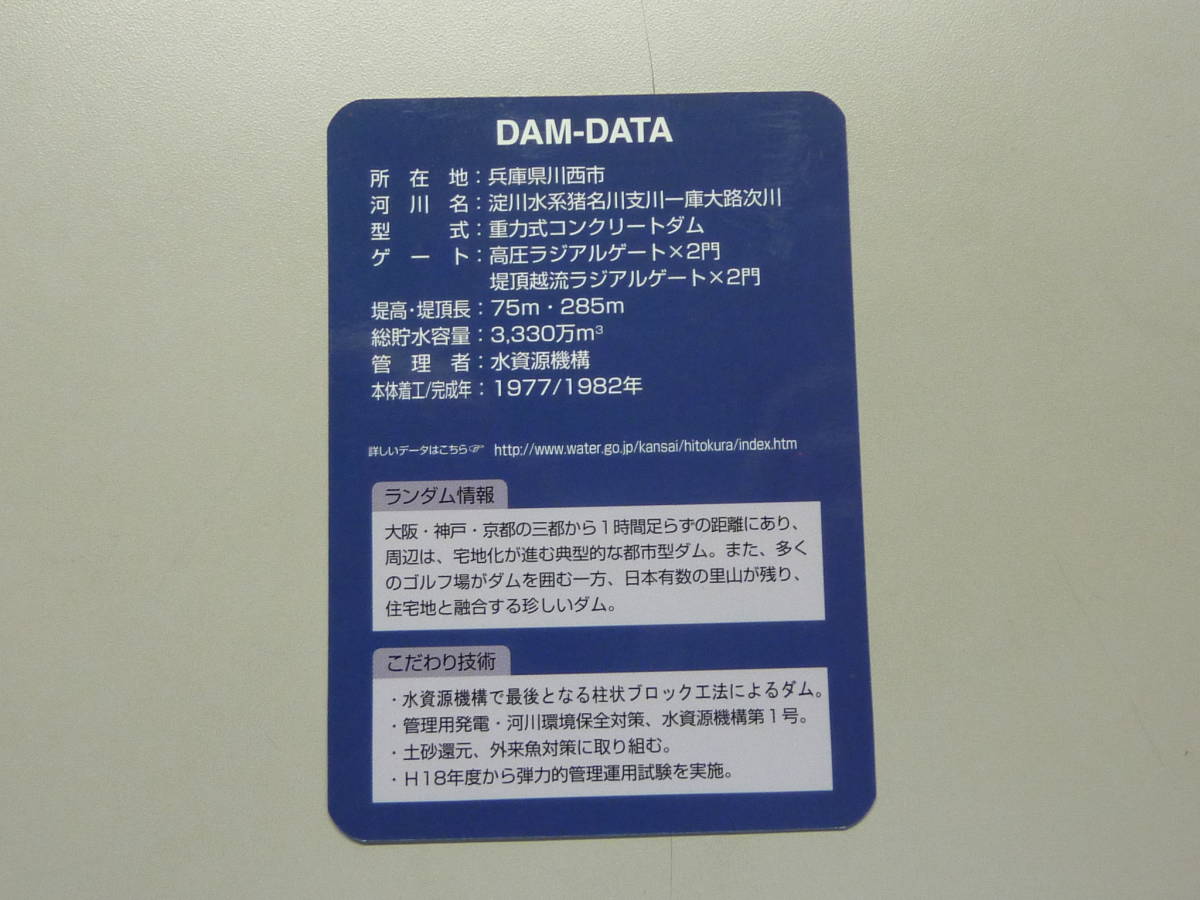 DAM-DATA
所在地：兵庫県川西市
河川名：淀川水系猪名川支川一庫大路次川
型式：重力式コンクリートダム
ゲート：高圧ラジアルゲート×2門
堤頂越流ラジアルゲート×2門
堤高・堤頂長：75m・285m
総貯水容量：3,330万m³
管理者：水資源機構
本体着工/完成年：1977/1982年
詳しいデータはこちら☞ http://www.water.go.jp/kansai/hitokura/index.htm
ランダム情報
大阪・神戸・京都の三都から1時間足らずの距離にあり、
周辺は、宅地化が進む典型的な都市型ダム。また、多く
のゴルフ場がダムを囲む一方、日本有数の里山が残り、
住宅地と融合する珍しいダム。
こだわり技術
・水資源機構で最後となる柱状ブロック工法によるダム。
・管理用発電・河川環境保全対策、水資源機構第1号。
・土砂還元、外来魚対策に取り組む。
・H18年度から弾力的管理運用試験を実施。